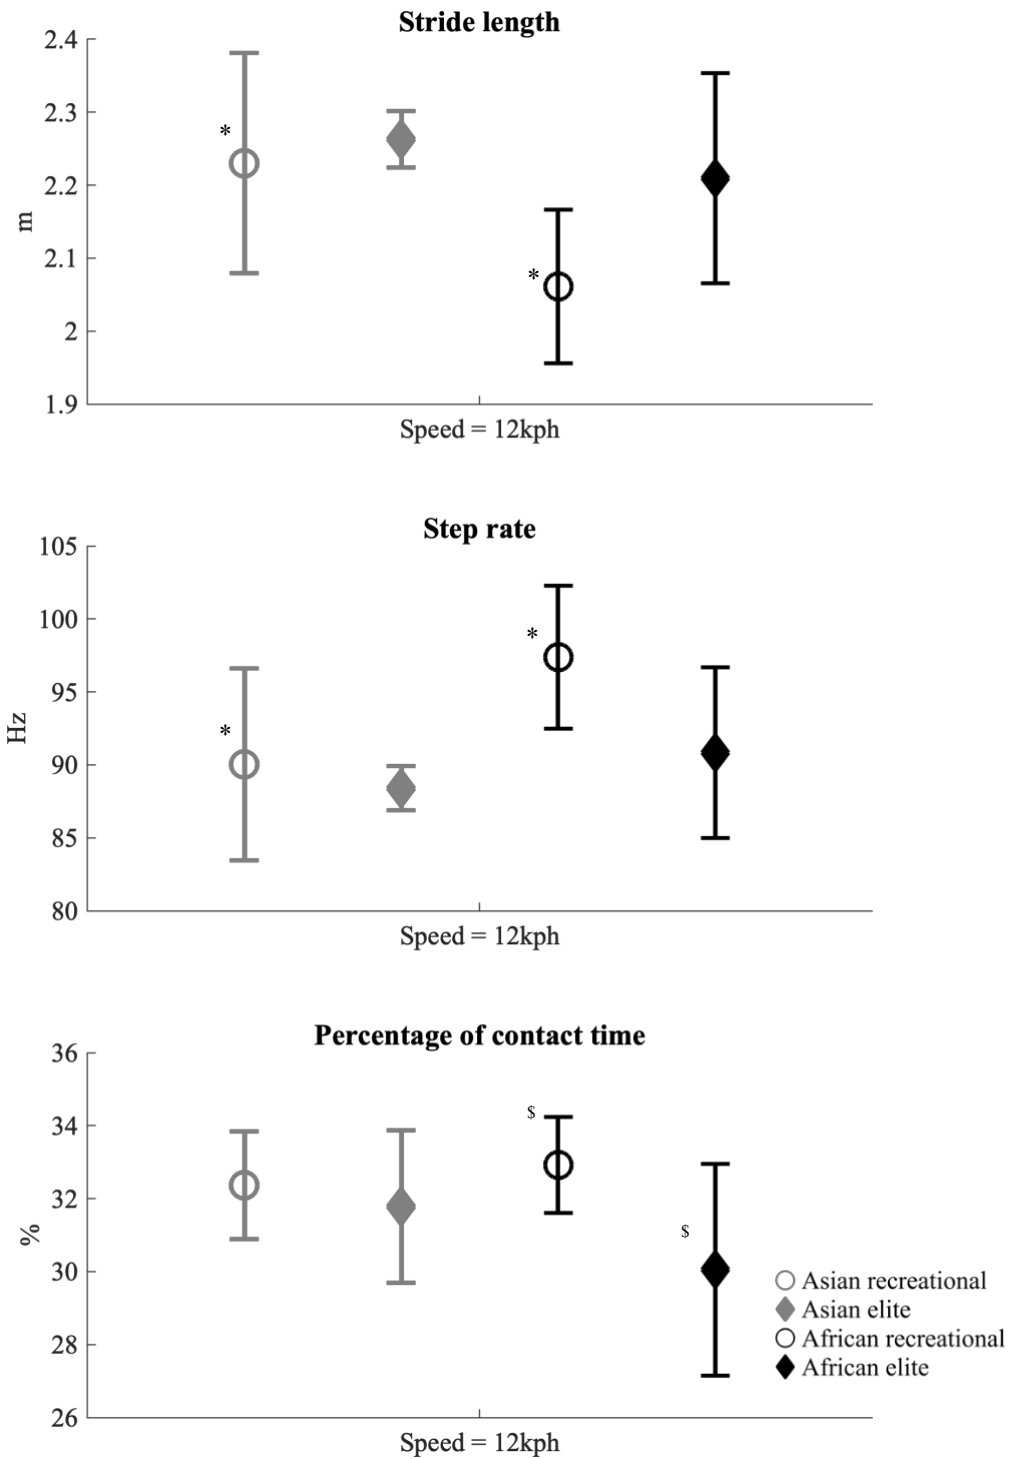 Stride length
2.4
2.3
*
2.2
m
2.1
*
2
1.9
Speed = 12kph
Step rate
105
100
*
95
Hz
*
90
85
80
Speed = 12kph
Percentage of contact time
36
$
34
32
%
$
30
28
26
Asian recreational
Asian elite
African recreational
African elite
Speed = 12kph